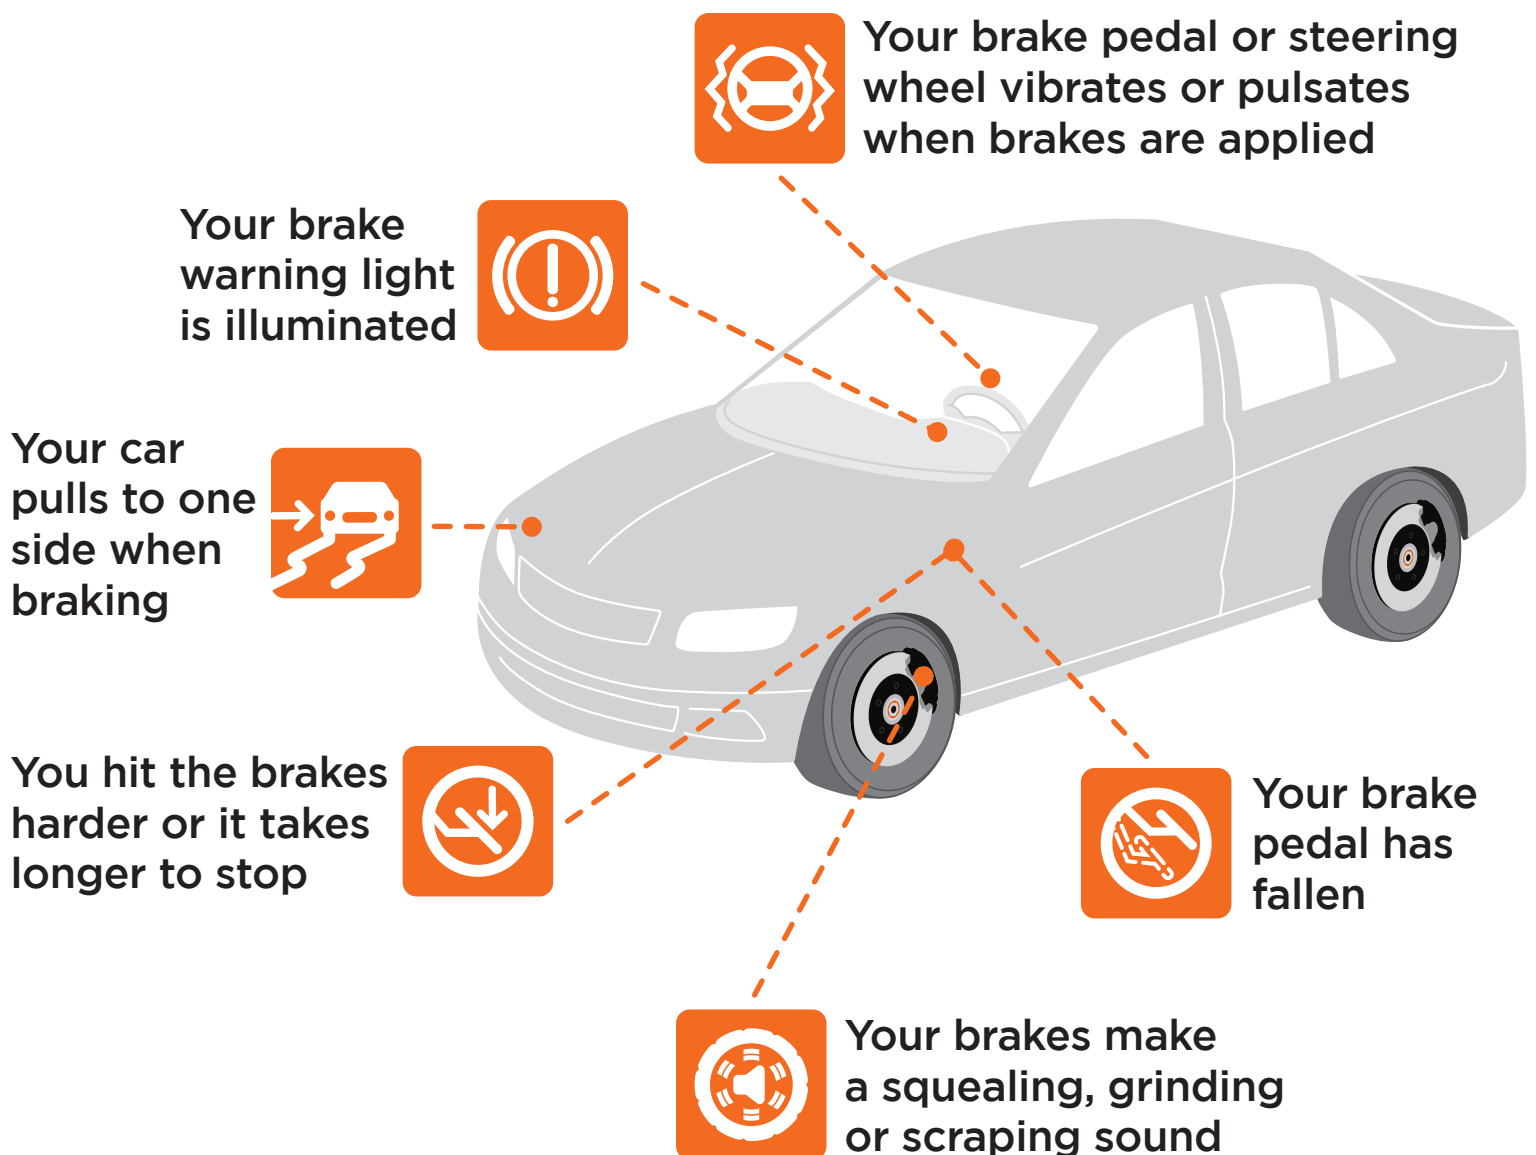 Your brake pedal or steering
wheel vibrates or pulsates
when brakes are applied
Your brake
warning light
is illuminated
Your car
pulls to one
side when
braking
You hit the brakes
harder or it takes
longer to stop
Your brake
pedal has
fallen
Your brakes make
a squealing, grinding
or scraping sound